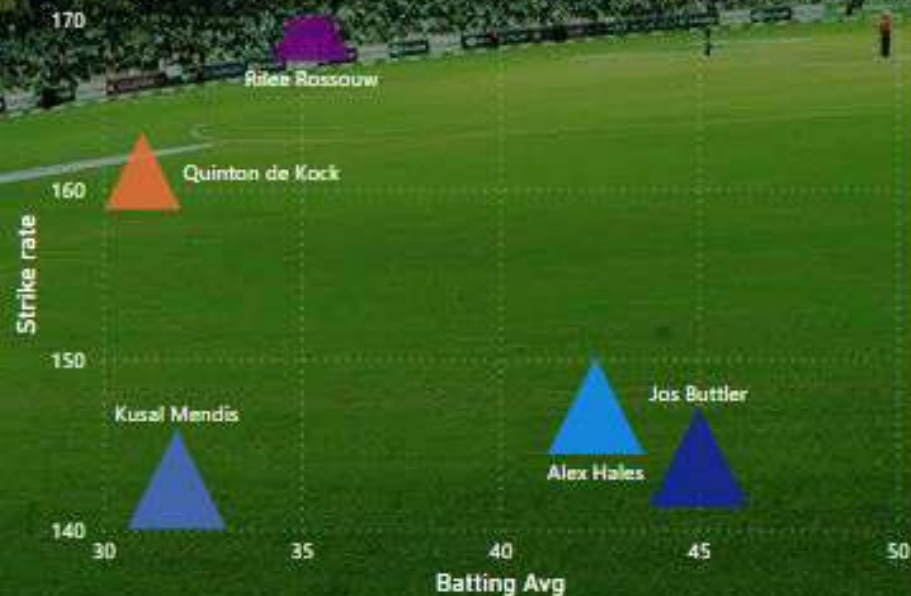 170
Rilee Rossouw
Quinton de Kock
160
Strike rate
150
Jos Buttler
Kusal Mendis
Alex Hales
140
30 35 40 45 50
Batting Avg